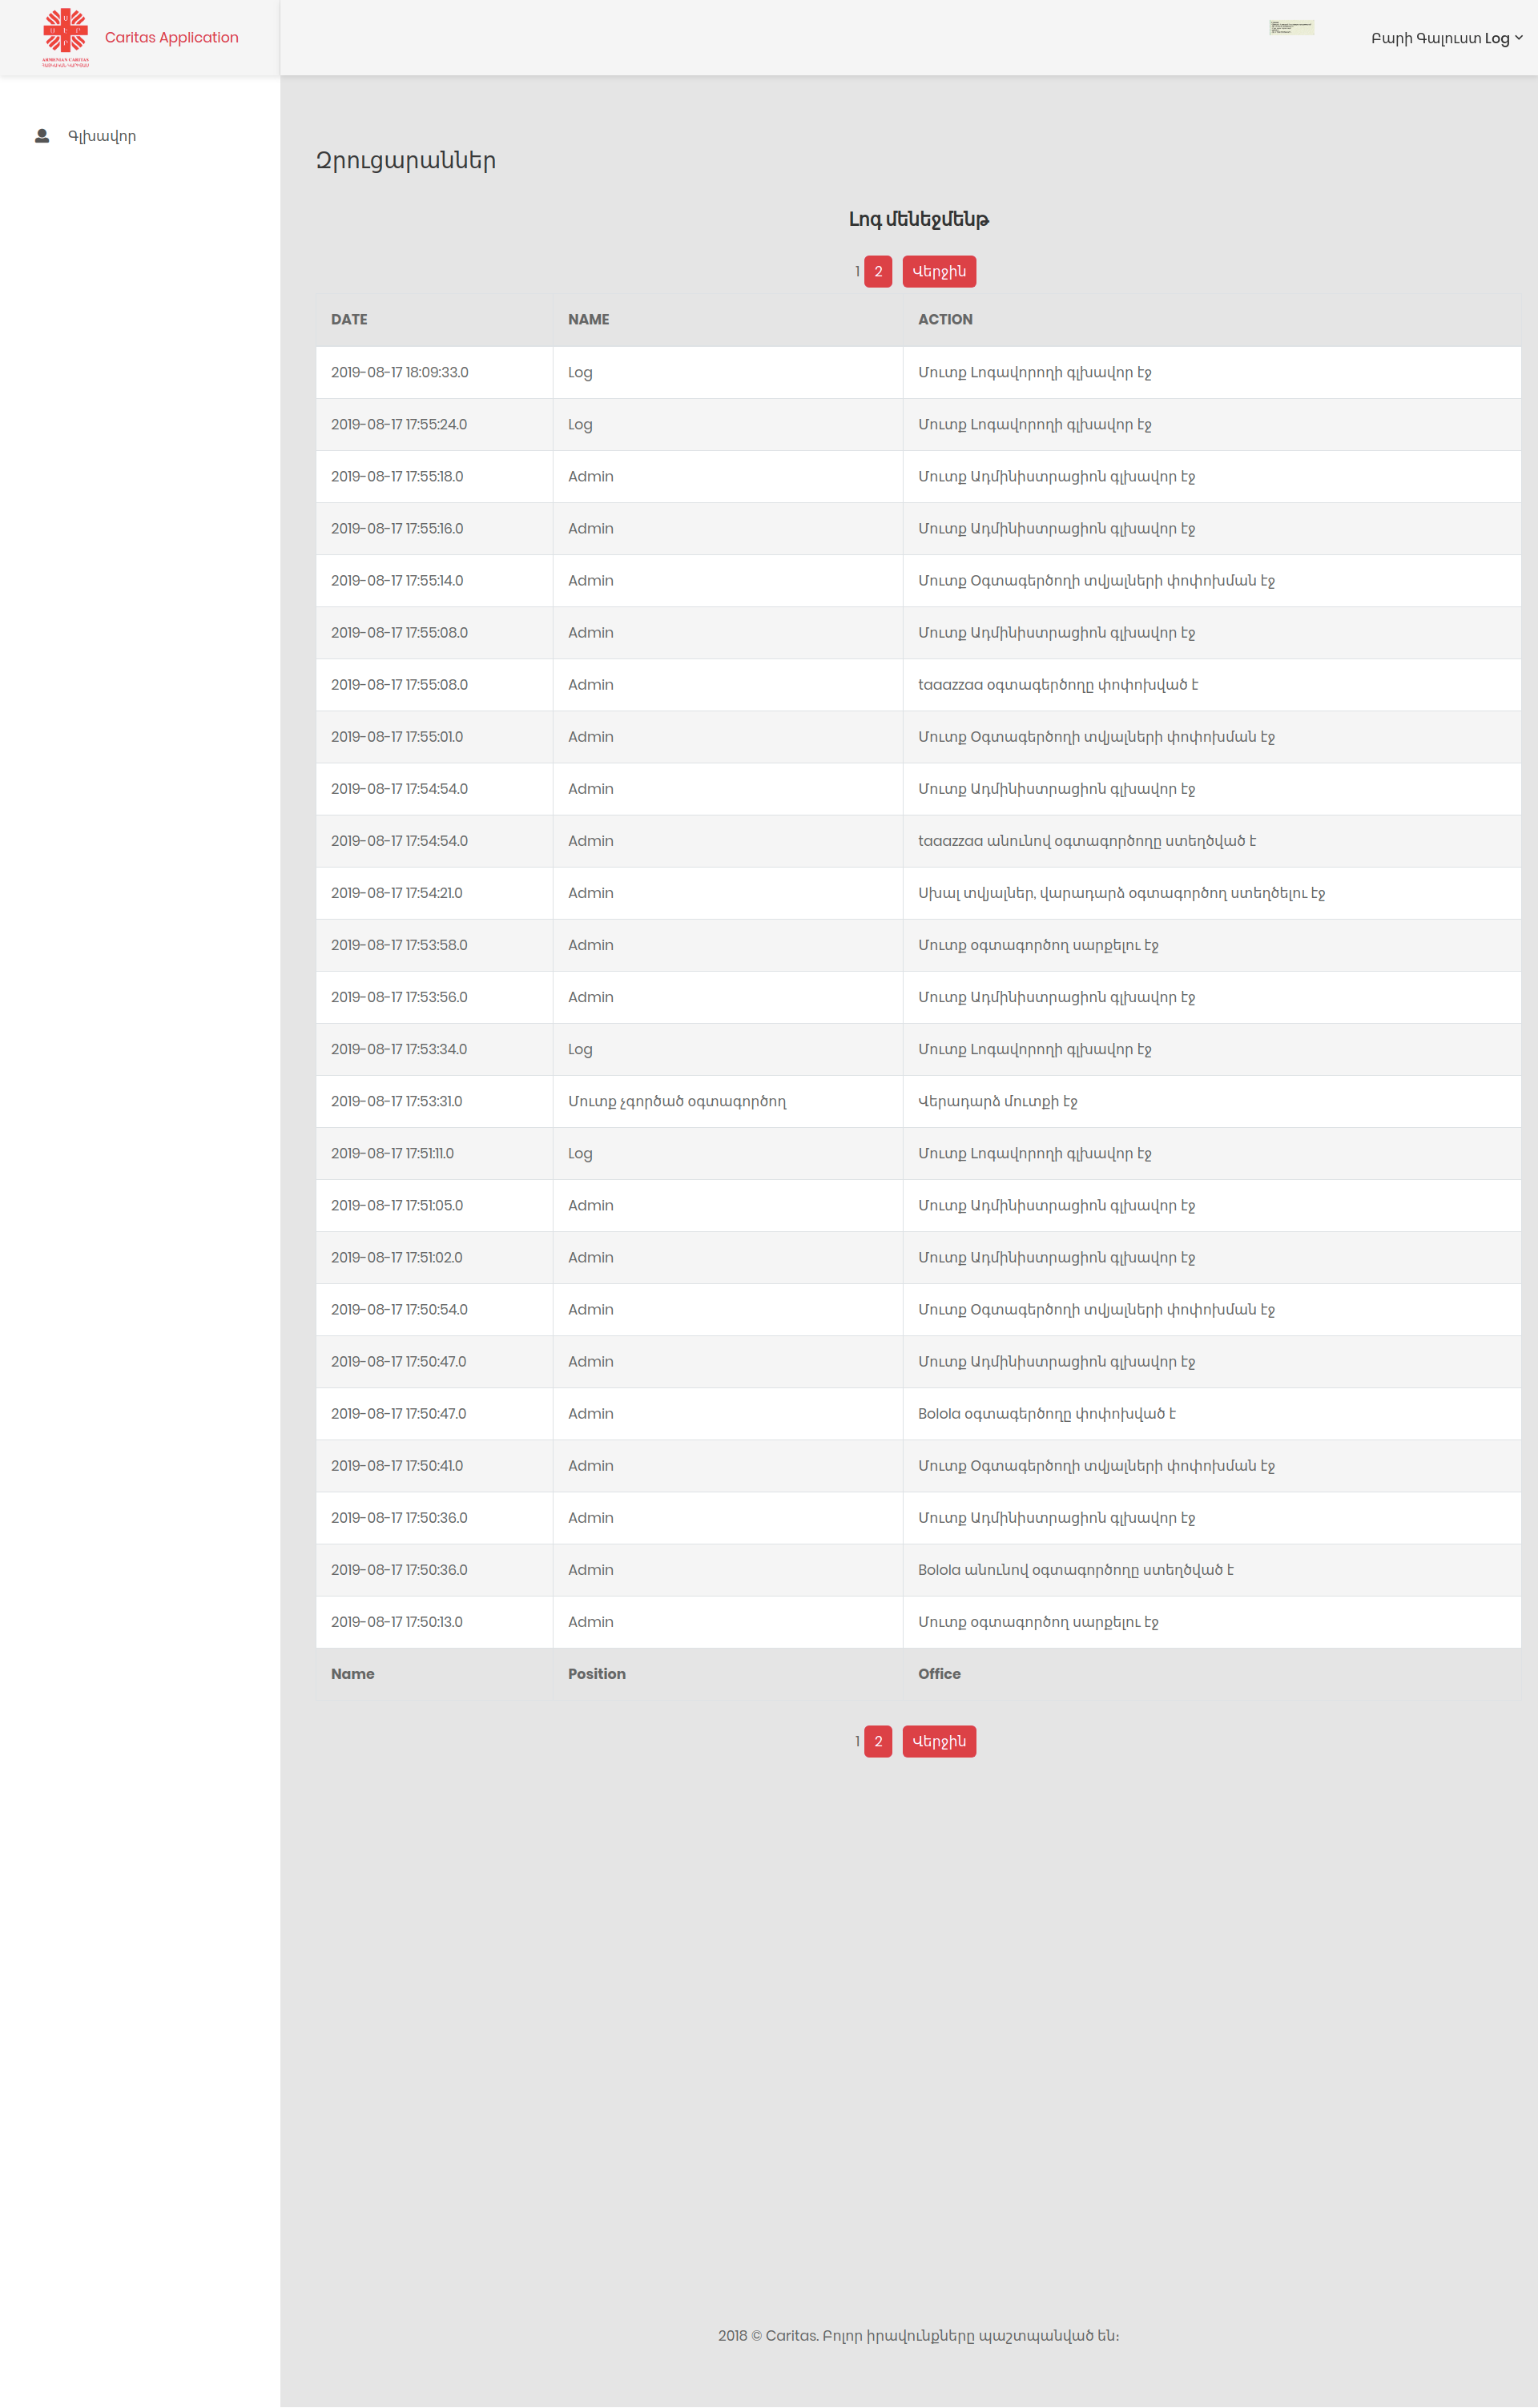 ՍԷՐ
ARMENIAN CARITAS
ՀԱՅԿԱԿԱՆ ԿԱՐԻՏԱՍ
Caritas Application
Բարի Գալուստ Log
Գլխավոր
Զրուցարաններ
Լոգ մենեջմենթ
1 2 Վերջին
DATE NAME ACTION
2019-08-17 18:09:33.0 Log Մուտք Լոգավորողի գլխավոր էջ
2019-08-17 17:55:24.0 Log Մուտք Լոգավորողի գլխավոր էջ
2019-08-17 17:55:18.0 Admin Մուտք Ադմինիստրացիոն գլխավոր էջ
2019-08-17 17:55:16.0 Admin Մուտք Ադմինիստրացիոն գլխավոր էջ
2019-08-17 17:55:14.0 Admin Մուտք Օգտագերծողի տվյալների փոփոխման էջ
2019-08-17 17:55:08.0 Admin Մուտք Ադմինիստրացիոն գլխավոր էջ
2019-08-17 17:55:08.0 Admin taaazzaa օգտագերծողը փոփոխված է
2019-08-17 17:55:01.0 Admin Մուտք Օգտագերծողի տվյալների փոփոխման էջ
2019-08-17 17:54:54.0 Admin Մուտք Ադմինիստրացիոն գլխավոր էջ
2019-08-17 17:54:54.0 Admin taaazzaa անունով օգտագործողը ստեղծված է
2019-08-17 17:54:21.0 Admin Սխալ տվյալներ, վարադարձ օգտագործող ստեղծելու էջ
2019-08-17 17:53:58.0 Admin Մուտք օգտագործող սարքելու էջ
2019-08-17 17:53:56.0 Admin Մուտք Ադմինիստրացիոն գլխավոր էջ
2019-08-17 17:53:34.0 Log Մուտք Լոգավորողի գլխավոր էջ
2019-08-17 17:53:31.0 Մուտք չգործած օգտագործող Վերադարձ մուտքի էջ
2019-08-17 17:51:11.0 Log Մուտք Լոգավորողի գլխավոր էջ
2019-08-17 17:51:05.0 Admin Մուտք Ադմինիստրացիոն գլխավոր էջ
2019-08-17 17:51:02.0 Admin Մուտք Ադմինիստրացիոն գլխավոր էջ
2019-08-17 17:50:54.0 Admin Մուտք Օգտագերծողի տվյալների փոփոխման էջ
2019-08-17 17:50:47.0 Admin Մուտք Ադմինիստրացիոն գլխավոր էջ
2019-08-17 17:50:47.0 Admin Bolola օգտագերծողը փոփոխված է
2019-08-17 17:50:41.0 Admin Մուտք Օգտագերծողի տվյալների փոփոխման էջ
2019-08-17 17:50:36.0 Admin Մուտք Ադմինիստրացիոն գլխավոր էջ
2019-08-17 17:50:36.0 Admin Bolola անունով օգտագործողը ստեղծված է
2019-08-17 17:50:13.0 Admin Մուտք օգտագործող սարքելու էջ
Name Position Office
1 2 Վերջին
2018 © Caritas. Բոլոր իրավունքները պաշտպանված են։